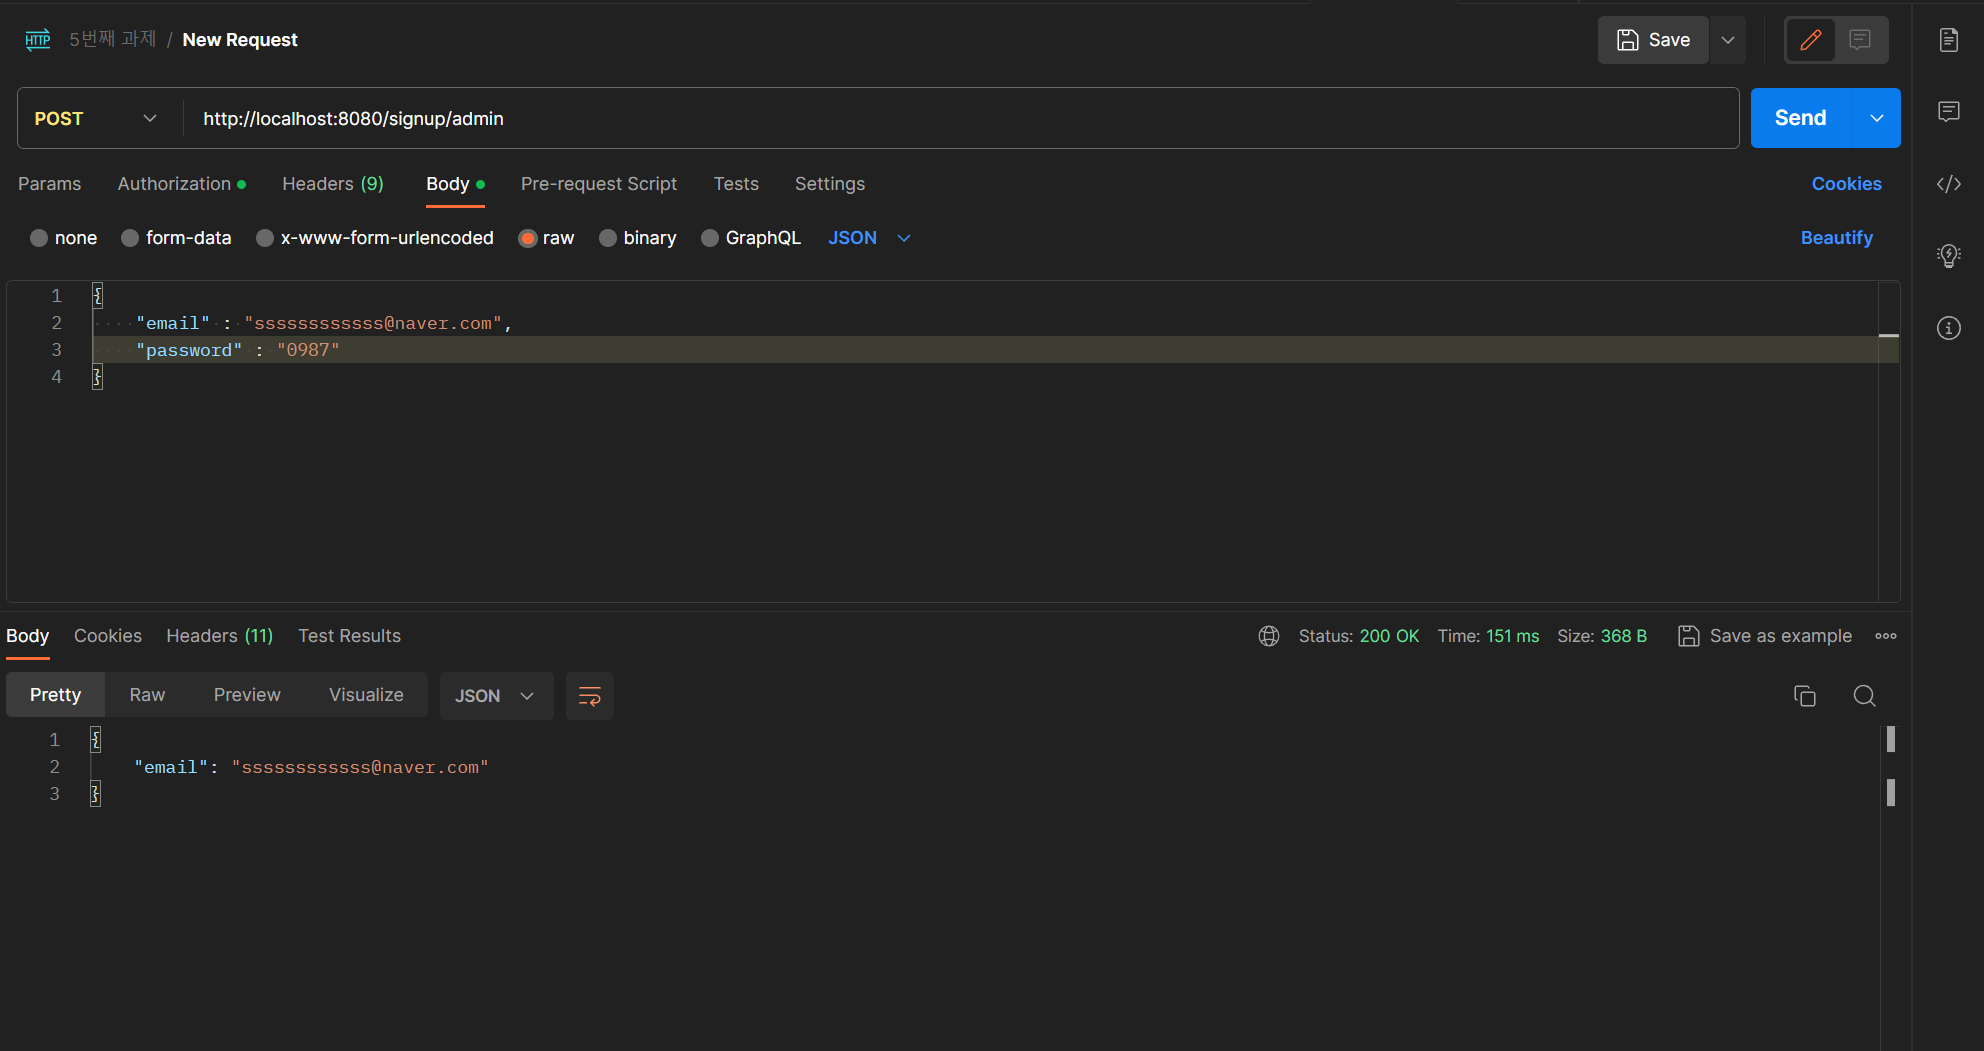 HTTP 5번째 과제 / New Request Save
POST http://localhost:8080/signup/admin Send
Params Authorization Headers (9) Body Pre-request Script Tests Settings Cookies
none form-data x-www-form-urlencoded raw binary GraphQL JSON Beautify
1 {
2 "email" : "ssssssssssss@naver.com",
3 "password" : "0987"
4 }
Body Cookies Headers (11) Test Results Status: 200 OK Time: 151 ms Size: 368 B Save as example
Pretty Raw Preview Visualize JSON
1 {
2 "email": "ssssssssssss@naver.com"
3 }